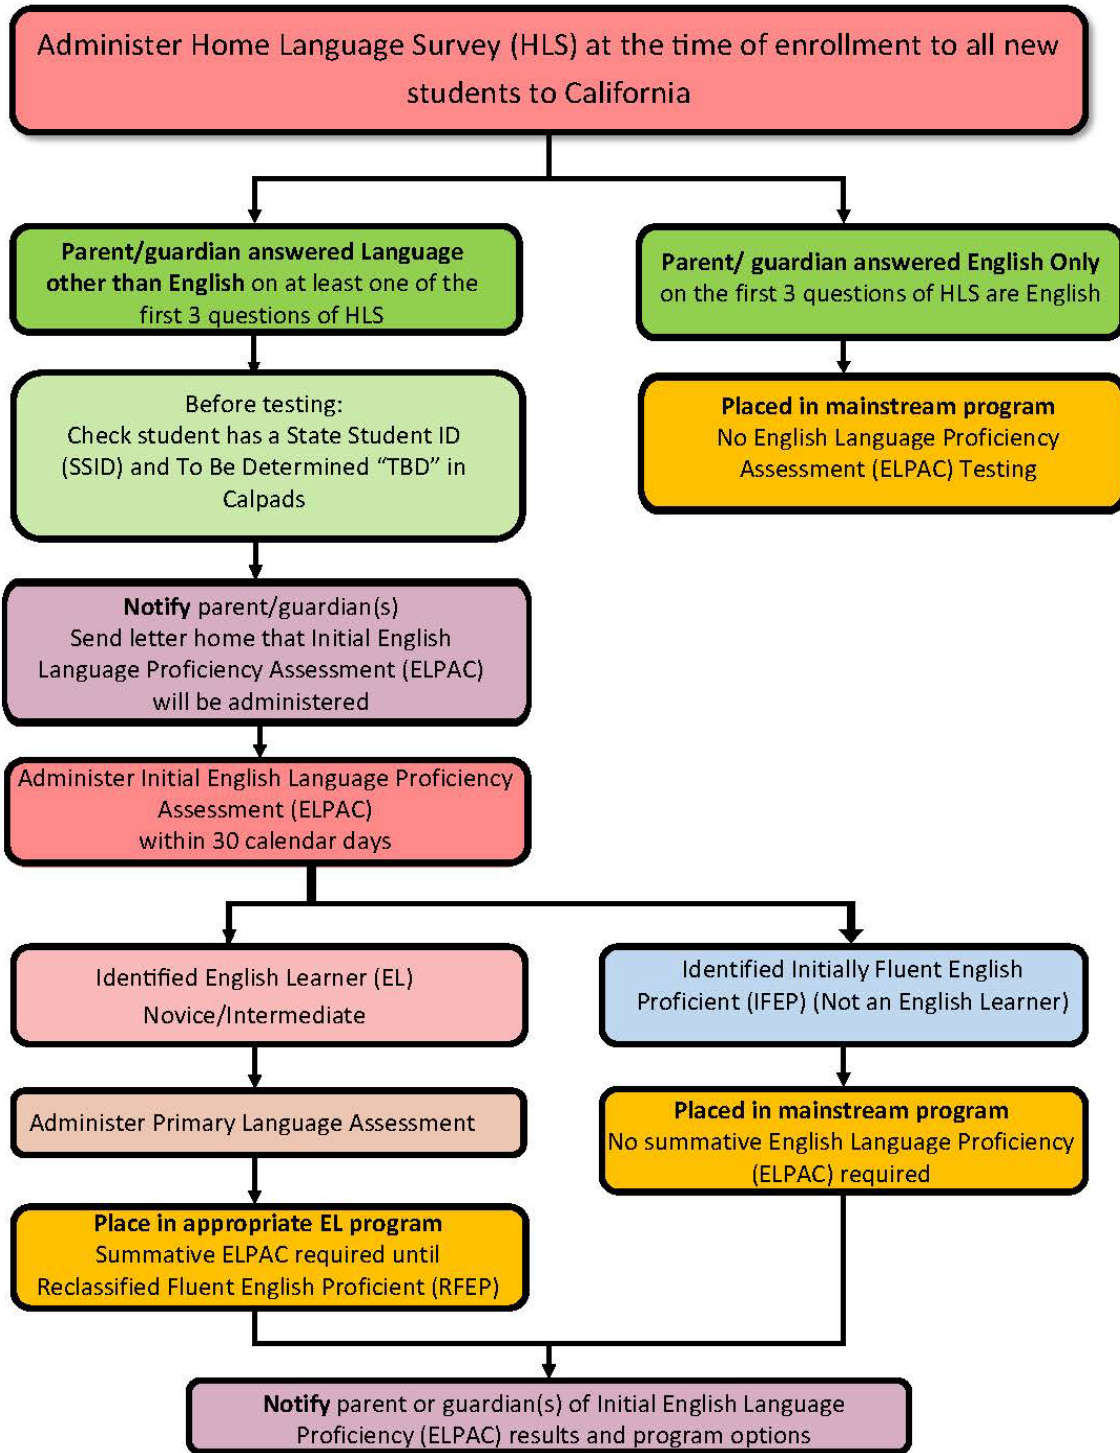 Administer Home Language Survey (HLS) at the time of enrollment to all new
students to California
Parent/guardian answered Language
other than English on at least one of the
first 3 questions of HLS
Parent/ guardian answered English Only
on the first 3 questions of HLS are English
Before testing:
Check student has a State Student ID
(SSID) and To Be Determined “TBD” in
Calpads
Placed in mainstream program
No English Language Proficiency
Assessment (ELPAC) Testing
Notify parent/guardian(s)
Send letter home that Initial English
Language Proficiency Assessment (ELPAC)
will be administered
Administer Initial English Language Proficiency
Assessment (ELPAC)
within 30 calendar days
Identified English Learner (EL)
Novice/Intermediate
Identified Initially Fluent English
Proficient (IFEP) (Not an English Learner)
Administer Primary Language Assessment
Placed in mainstream program
No summative English Language Proficiency
(ELPAC) required
Place in appropriate EL program
Summative ELPAC required until
Reclassified Fluent English Proficient (RFEP)
Notify parent or guardian(s) of Initial English Language
Proficiency (ELPAC) results and program options